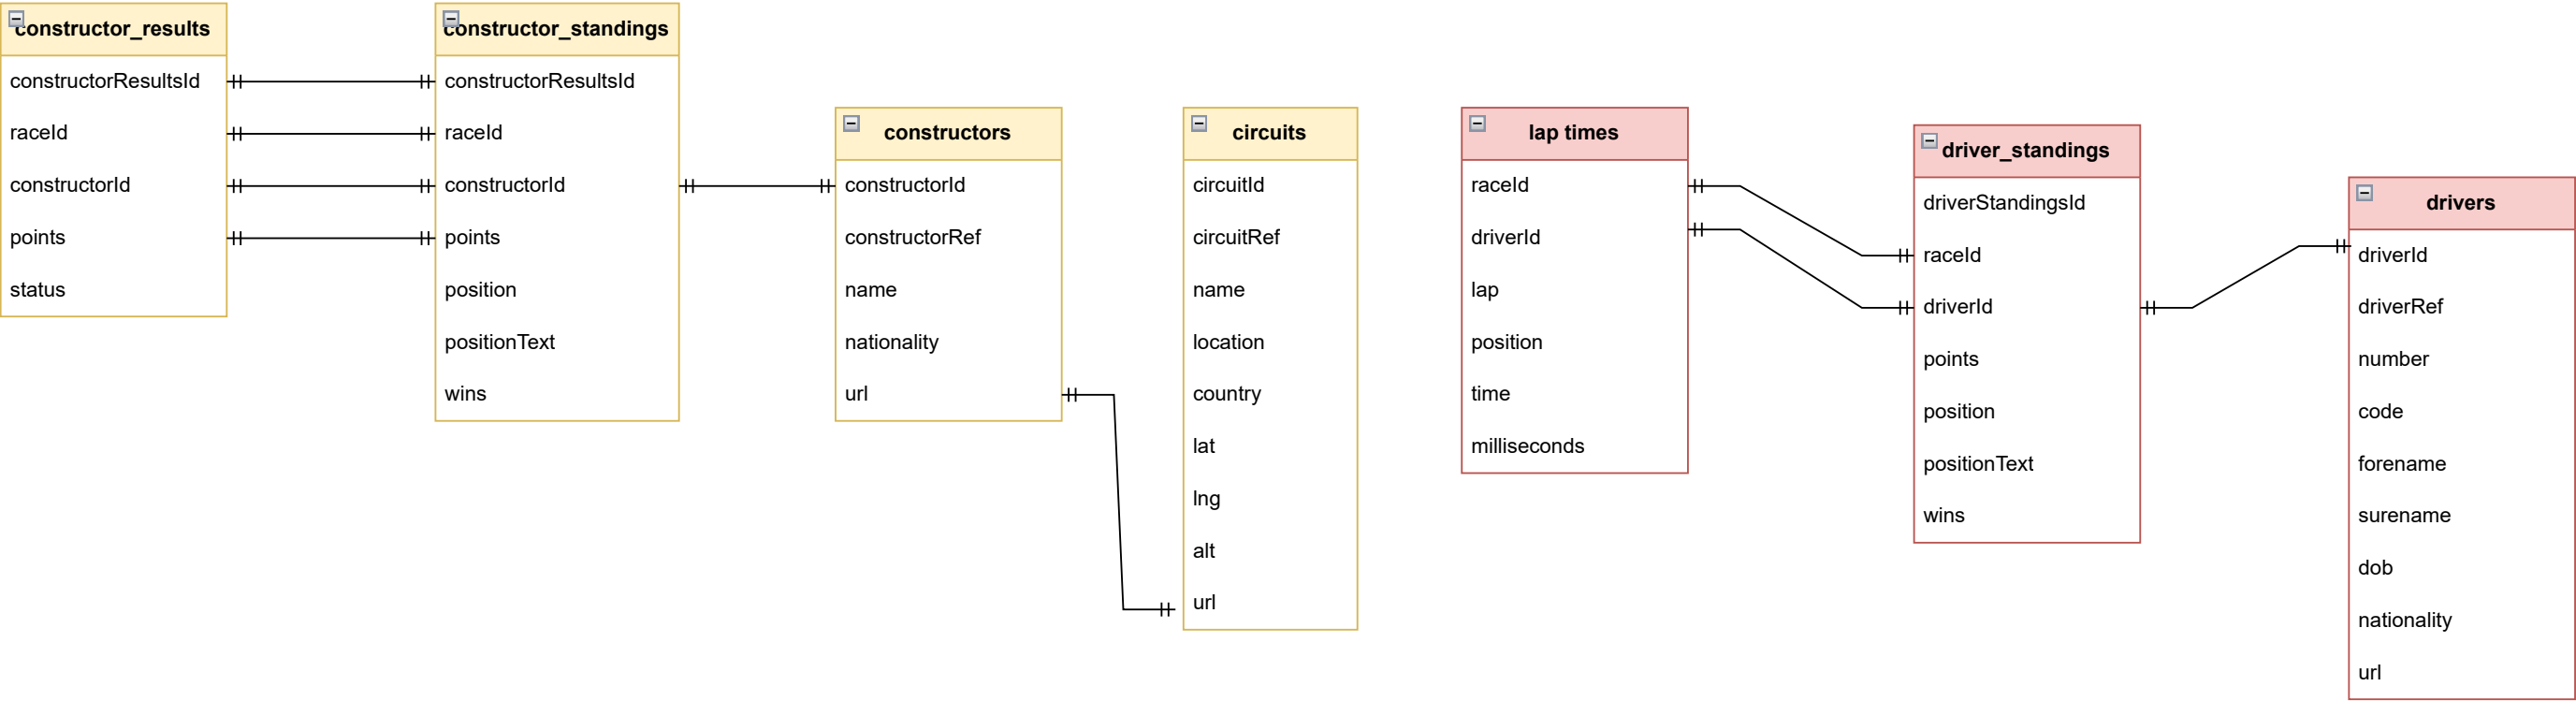 constructor_results
constructorResultsId
raceId
constructorId
points
status
constructor_standings
constructorResultsId
raceId
constructorId
points
position
positionText
wins
constructors
constructorId
constructorRef
name
nationality
url
circuits
circuitId
circuitRef
name
location
country
lat
lng
alt
url
lap times
raceId
driverId
lap
position
time
milliseconds
driver_standings
driverStandingsId
raceId
driverId
points
position
positionText
wins
drivers
driverId
driverRef
number
code
forename
surename
dob
nationality
url